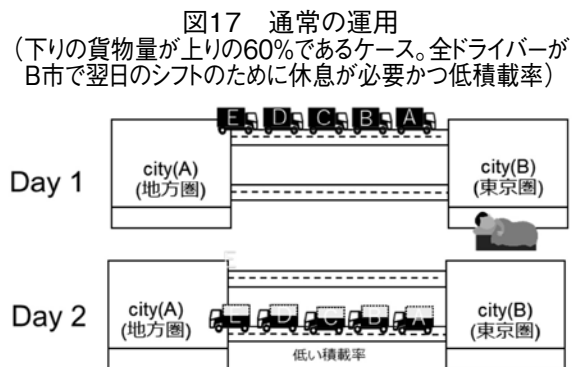 図17　通常の運用
（下りの貨物量が上りの60%であるケース。全ドライバーが
B市で翌日のシフトのために休息が必要かつ低積載率）
E D C B A
Day 1
city(A)
(地方圏)
city(B)
(東京圏)
E
Day 2
city(A)
(地方圏)
E D C B A
city(B)
(東京圏)
低い積載率